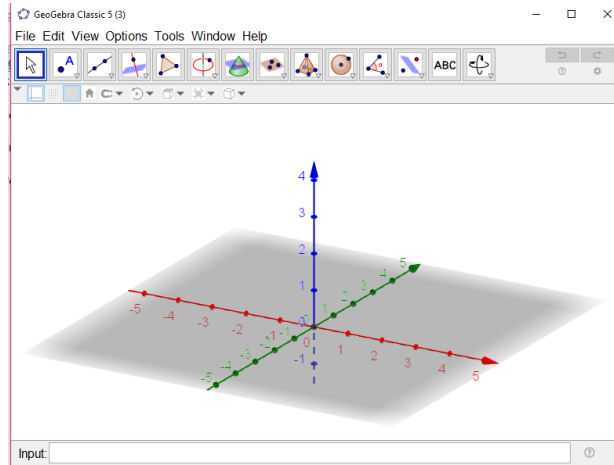 GeoGebra Classic 5 (3)
File Edit View Options Tools Window Help
A ABC
4
3
2
1
0
-1
-5 -4 -3 -2 -1 0 1 2 3 4 5
-5 -4 -3 -2 -1 1 2 3 4 5
Input: